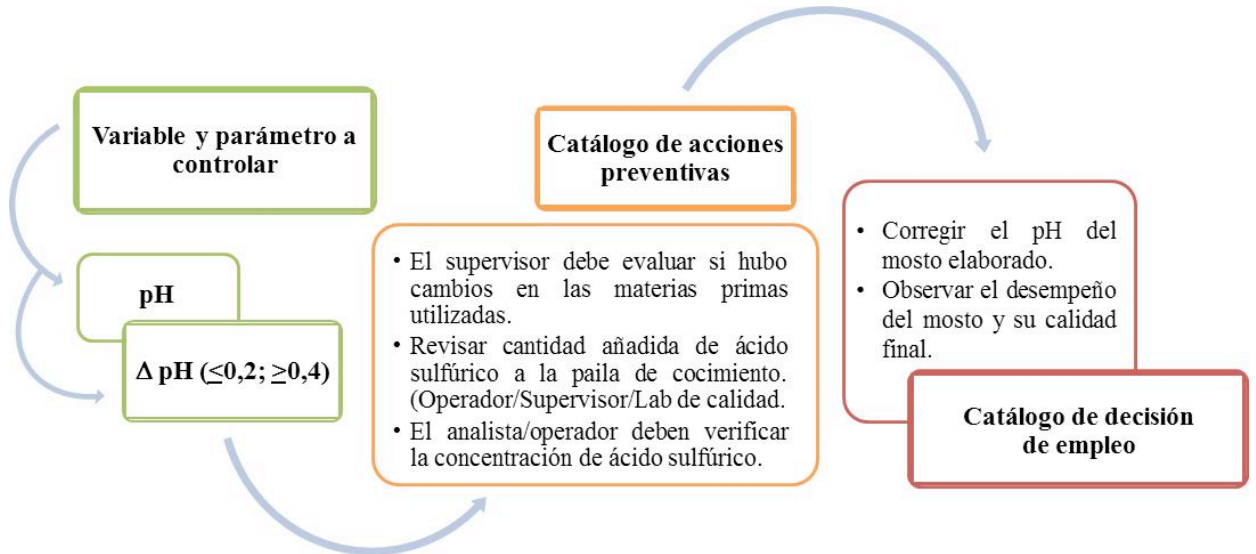 Variable y parámetro a
controlar
pH
Δ pH (≤0,2; ≥0,4)
Catálogo de acciones
preventivas
• El supervisor debe evaluar si hubo
cambios en las materias primas
utilizadas.
• Revisar cantidad añadida de ácido
sulfúrico a la paila de cocimiento.
(Operador/Supervisor/Lab de calidad.
• El analista/operador deben verificar
la concentración de ácido sulfúrico.
• Corregir el pH del
mosto elaborado.
• Observar el desempeño
del mosto y su calidad
final.
Catálogo de decisión
de empleo